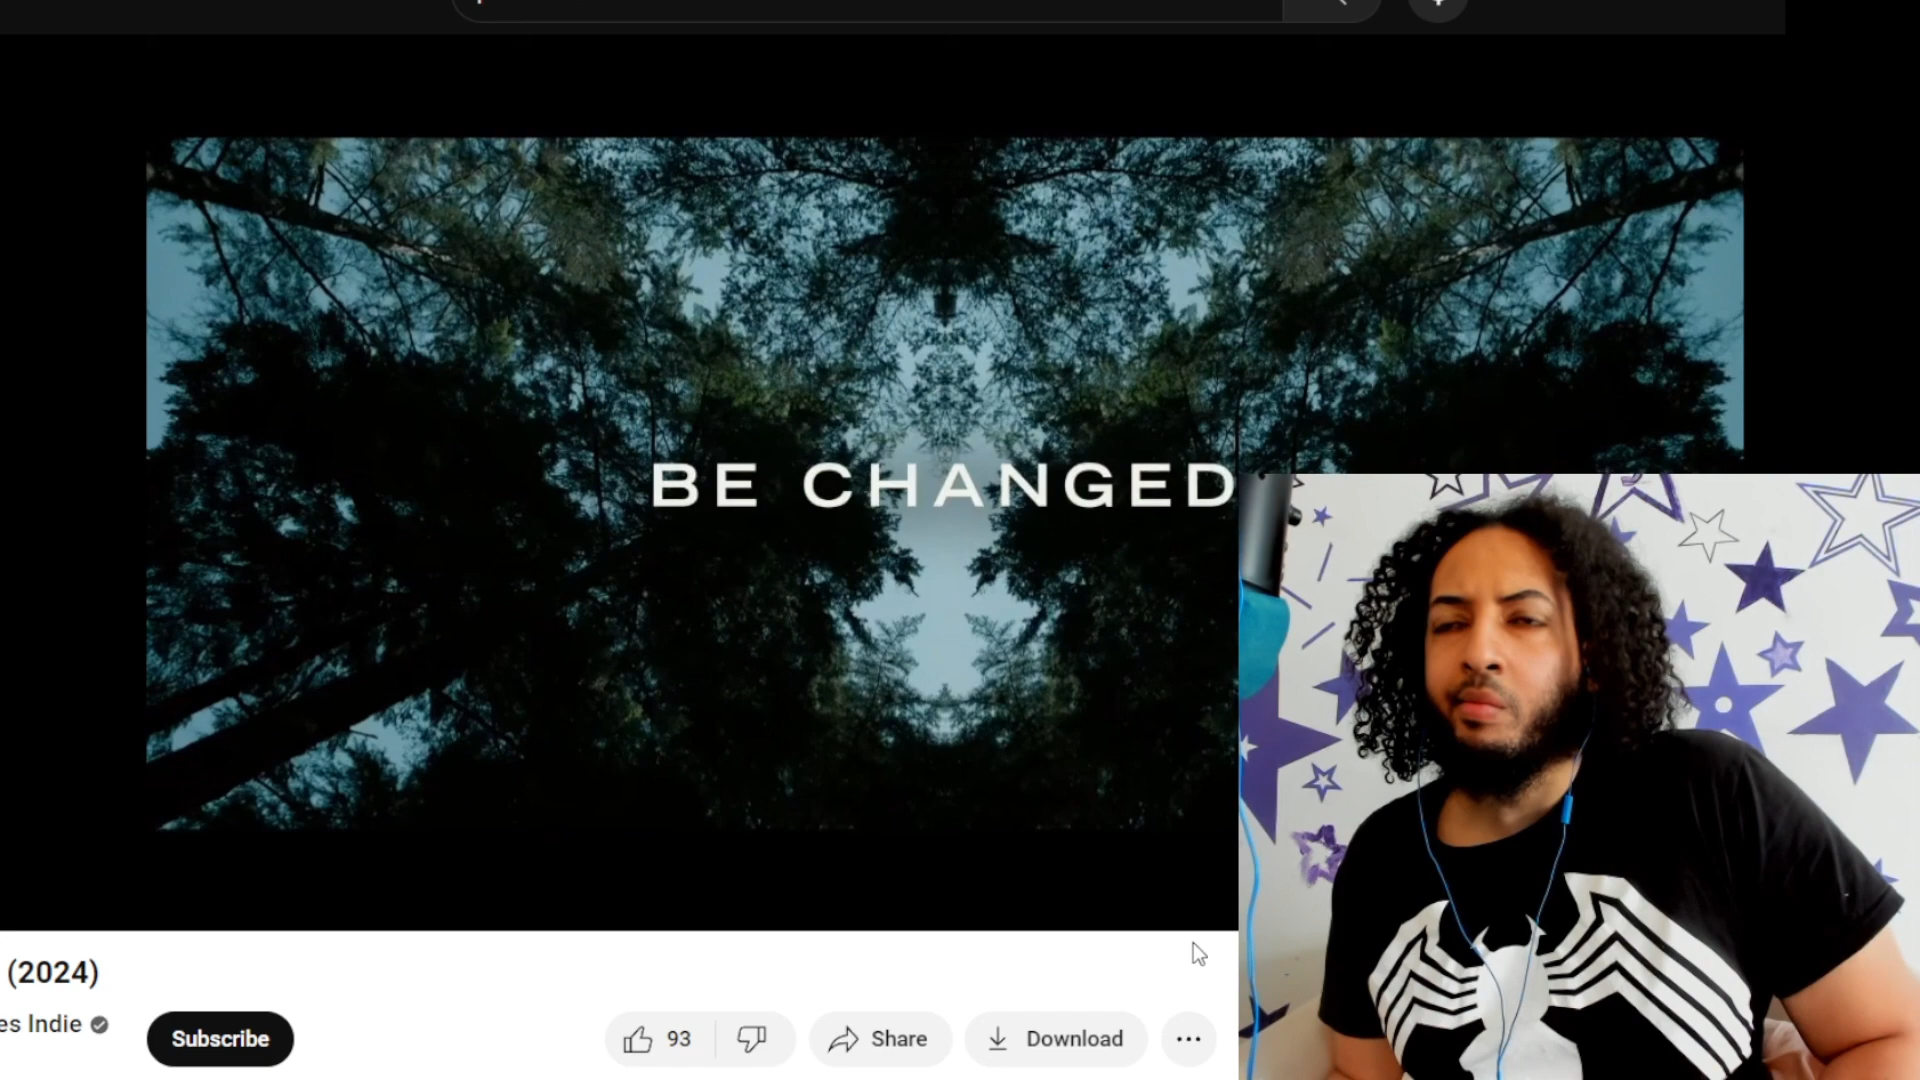 BE CHANGED
(2024)
es Indie
Subscribe
93
Share
Download